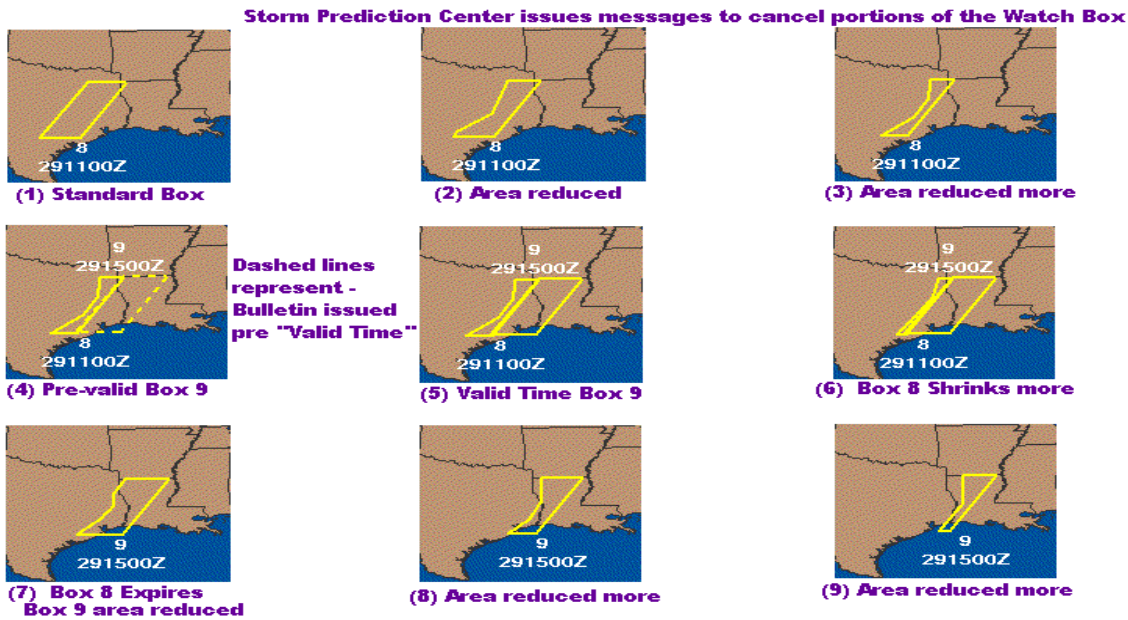 Storm Prediction Center issues messages to cancel portions of the Watch Box
8
291100Z
(1) Standard Box
8
291100Z
(2) Area reduced
8
291100Z
(3) Area reduced more
9
291500Z
8
291100Z
(4) Pre-valid Box 9
Dashed lines
represent -
Bulletin issued
pre "Valid Time"
9
291500Z
8
291100Z
(5) Valid Time Box 9
9
291500Z
8
291100Z
(6) Box 8 Shrinks more
9
291500Z
(7) Box 8 Expires
Box 9 area reduced
9
291500Z
(8) Area reduced more
9
291500Z
(9) Area reduced more